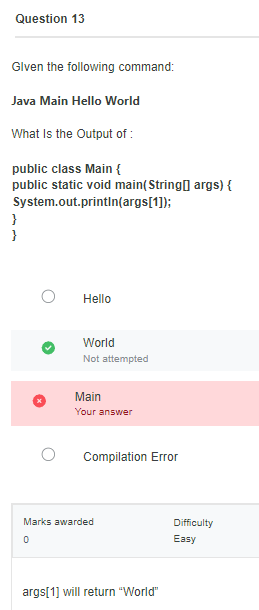 Question 13
GIven the following command:
Java Main Hello World
What Is the Output of :
public class Main {
public static void main(String[] args) {
System.out.println(args[1]);
}
}
Hello
World
Not attempted
Main
Your answer
Compilation Error
Marks awarded
Difficulty
0
Easy
args[1] will return “World”